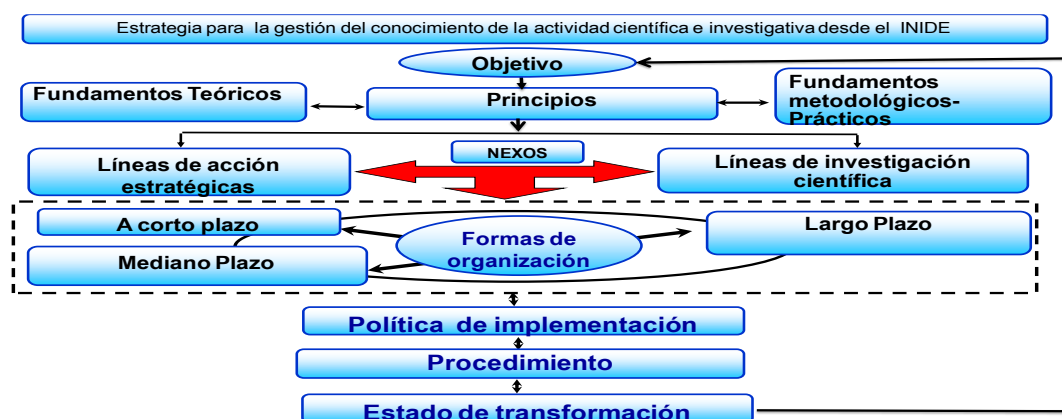 Estrategia para la gestión del conocimiento de la actividad científica e investigativa desde el INIDE
Objetivo
Fundamentos Teóricos
Principios
Fundamentos
metodológicos-
Prácticos
NEXOS
Líneas de acción
estratégicas
Líneas de investigación
científica
A corto plazo
Formas de
organización
Largo Plazo
Mediano Plazo
Política de implementación
Procedimiento
Estado de transformación